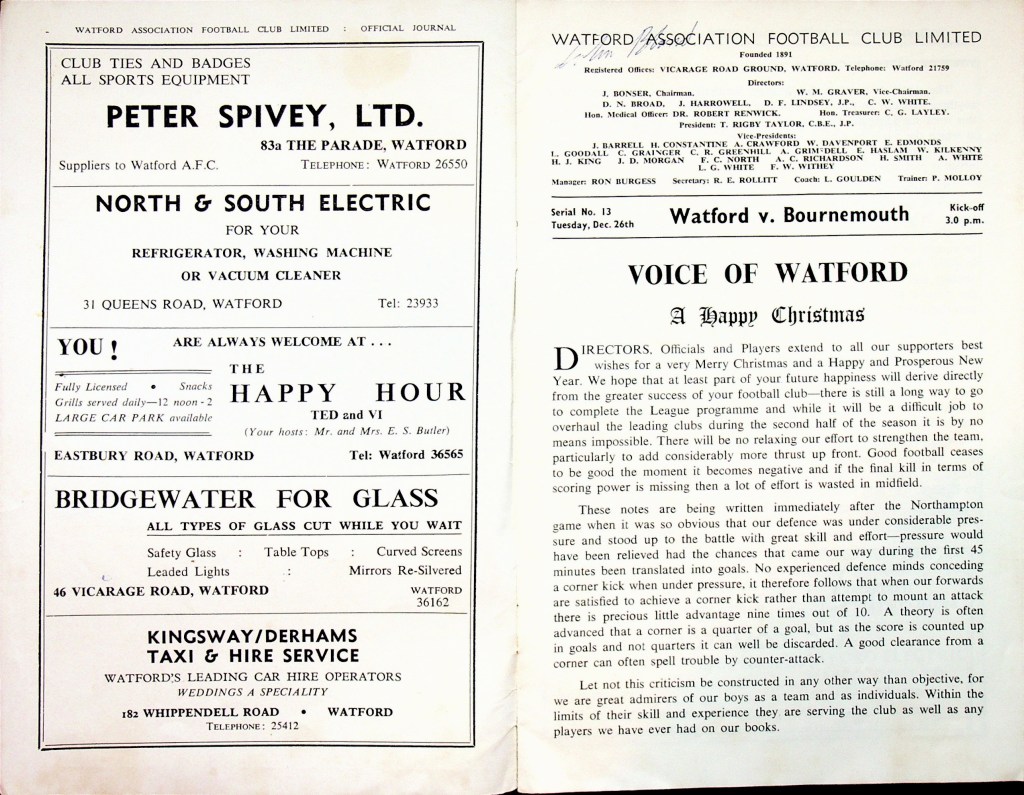 WATFORD ASSOCIATION FOOTBALL CLUB LIMITED : OFFICIAL JOURNAL
CLUB TIES AND BADGES
ALL SPORTS EQUIPMENT
PETER SPIVEY, LTD.
83a THE PARADE, WATFORD
Suppliers to Watford A.F.C. TELEPHONE: WATFORD 26550
NORTH & SOUTH ELECTRIC
FOR YOUR
REFRIGERATOR, WASHING MACHINE
OR VACUUM CLEANER
31 QUEENS ROAD, WATFORD Tel: 23933
YOU! ARE ALWAYS WELCOME AT . . .
THE
Fully Licensed • Snacks
HAPPY HOUR
Grills served daily—12 noon-2
TED and VI
LARGE CAR PARK available
(Your hosts: Mr. and Mrs. E. S. Butler)
EASTBURY ROAD, WATFORD Tel: Watford 36565
BRIDGEWATER FOR GLASS
ALL TYPES OF GLASS CUT WHILE YOU WAIT
Safety Glass : Table Tops : Curved Screens
Leaded Lights : Mirrors Re-Silvered
46 VICARAGE ROAD, WATFORD WATFORD
36162
KINGSWAY/DERHAMS
TAXI & HIRE SERVICE
WATFORD'S LEADING CAR HIRE OPERATORS
WEDDINGS A SPECIALITY
182 WHIPPENDELL ROAD • WATFORD
TELEPHONE: 25412
WATFORD ASSOCIATION FOOTBALL CLUB LIMITED
Founded 1891
Registered Offices: VICARAGE ROAD GROUND, WATFORD. Telephone: Watford 21759
Directors:
J. BONSER, Chairman. W. M. GRAVER, Vice-Chairman.
D. N. BROAD, J. HARROWELL, D. F. LINDSEY, J.P., C. W. WHITE.
Hon. Medical Officer: DR. ROBERT RENWICK. Hon. Treasurer: C. G. LAYLEY.
President: T. RIGBY TAYLOR, C.B.E., J.P.
Vice-Presidents:
J. BARRELL H. CONSTANTINE A. CRAWFORD W. DAVENPORT E. EDMONDS
L. GOODALL C. GRAINGER C. R. GREENHILL A. GRIMSDELL E. HASLAM W. KILKENNY
H. J. KING J. D. MORGAN F. C. NORTH A. C. RICHARDSON H. SMITH A. WHITE
L. G. WHITE F. W. WITHEY
Manager: RON BURGESS Secretary: R. E. ROLLITT Coach: L. GOULDEN Trainer: P. MOLLOY
Serial No. 13
Tuesday, Dec. 26th
Watford v. Bournemouth
Kick-off
3.0 p.m.
VOICE OF WATFORD
A Happy Christmas
DIRECTORS, Officials and Players extend to all our supporters best
wishes for a very Merry Christmas and a Happy and Prosperous New
Year. We hope that at least part of your future happiness will derive directly
from the greater success of your football club—there is still a long way to go
to complete the League programme and while it will be a difficult job to
overhaul the leading clubs during the second half of the season it is by no
means impossible. There will be no relaxing our effort to strengthen the team,
particularly to add considerably more thrust up front. Good football ceases
to be good the moment it becomes negative and if the final kill in terms of
scoring power is missing then a lot of effort is wasted in midfield.
These notes are being written immediately after the Northampton
game when it was so obvious that our defence was under considerable pres-
sure and stood up to the battle with great skill and effort—pressure would
have been relieved had the chances that came our way during the first 45
minutes been translated into goals. No experienced defence minds conceding
a corner kick when under pressure, it therefore follows that when our forwards
are satisfied to achieve a corner kick rather than attempt to mount an attack
there is precious little advantage nine times out of 10. A theory is often
advanced that a corner is a quarter of a goal, but as the score is counted up
in goals and not quarters it can well be discarded. A good clearance from a
corner can often spell trouble by counter-attack.
Let not this criticism be constructed in any other way than objective, for
we are great admirers of our boys as a team and as individuals. Within the
limits of their skill and experience they are serving the club as well as any
players we have ever had on our books.